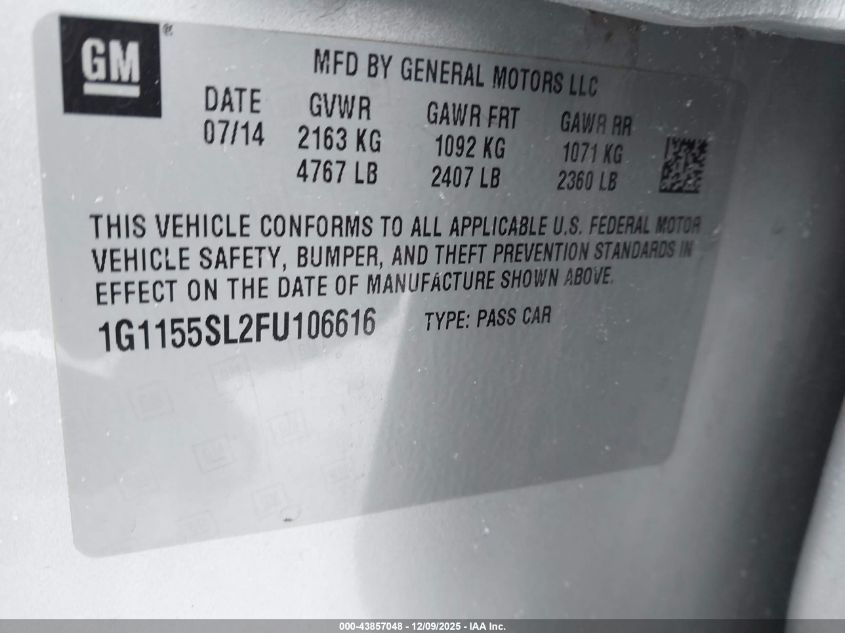 GM®
MFD BY GENERAL MOTORS LLC
DATE GVWR GAWR FRT GAWR RR
07/14 2163 KG 1092 KG 1071 KG
4767 LB 2407 LB 2360 LB
THIS VEHICLE CONFORMS TO ALL APPLICABLE U.S. FEDERAL MOTOR
VEHICLE SAFETY, BUMPER, AND THEFT PREVENTION STANDARDS IN
EFFECT ON THE DATE OF MANUFACTURE SHOWN ABOVE.
1G1155SL2FU106616 TYPE: PASS CAR
000-43857048 - 12/09/2025 - IAA Inc.